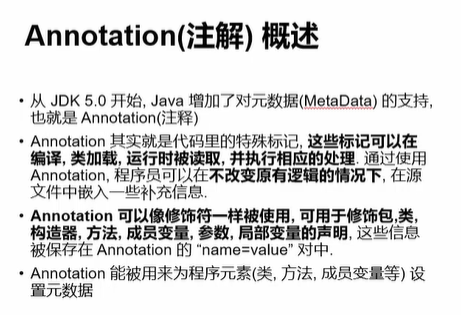 Annotation(注解) 概述
• 从 JDK 5.0 开始, Java 增加了对元数据(MetaData) 的支持,
也就是 Annotation(注释)
• Annotation 其实就是代码里的特殊标记, 这些标记可以在
编译, 类加载, 运行时被读取, 并执行相应的处理. 通过使用
Annotation, 程序员可以在不改变原有逻辑的情况下, 在源
文件中嵌入一些补充信息.
• Annotation 可以像修饰符一样被使用, 可用于修饰包,类,
构造器, 方法, 成员变量, 参数, 局部变量的声明, 这些信息
被保存在 Annotation 的 “name=value” 对中.
• Annotation 能被用来为程序元素(类, 方法, 成员变量等) 设
置元数据